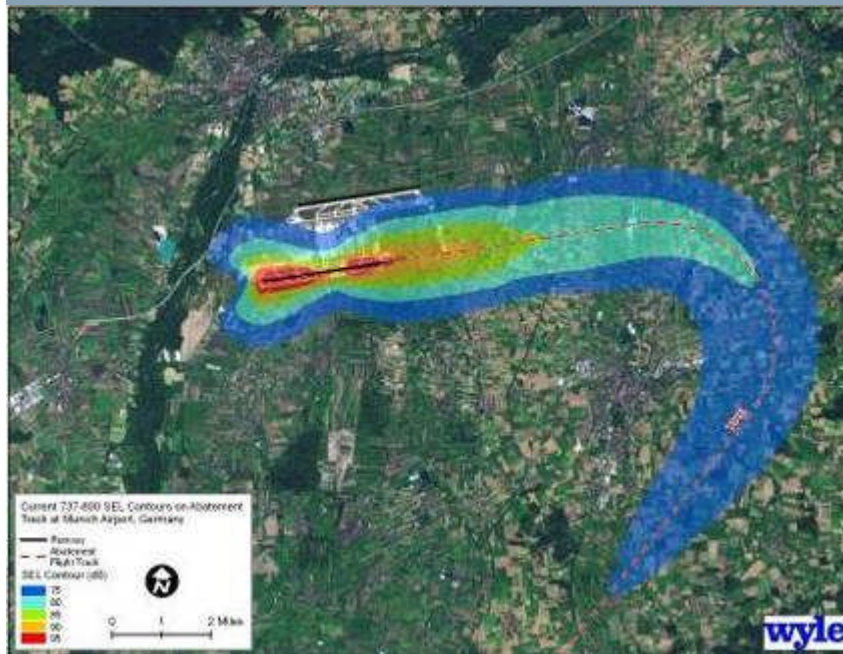 Current 737-800 SEL Contours on Abatement
Track at Munich Airport, Germany
Runway
Abatement
Flight Track
SEL Contour (dB)
75
80
85
90
95
0 1 2 Miles
N
wyle